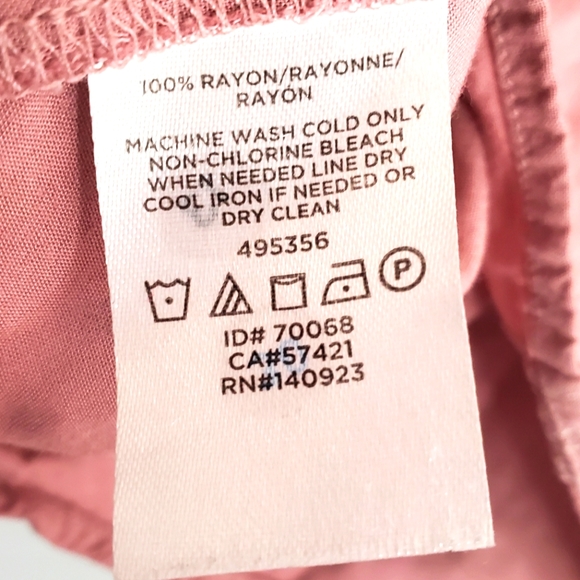 100% RAYON/RAYONNE/
RAYÓN
MACHINE WASH COLD ONLY
NON-CHLORINE BLEACH
WHEN NEEDED LINE DRY
COOL IRON IF NEEDED OR
DRY CLEAN
495356
P
ID# 70068
CA#57421
RN#140923